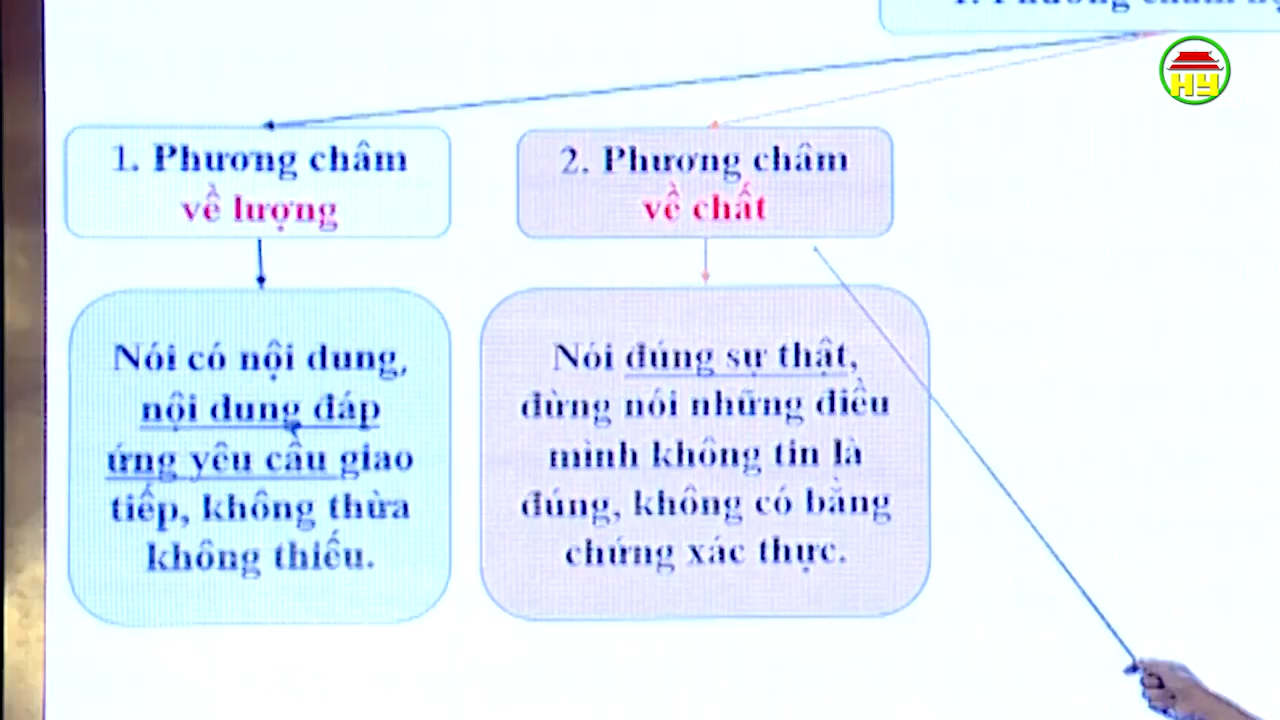 HY
1. Phương châm
về lượng
2. Phương châm
về chất
Nói có nội dung,
nội dung đáp
ứng yêu cầu giao
tiếp, không thừa
không thiếu.
Nói đúng sự thật,
đừng nói những điều
mình không tin là
đúng, không có bằng
chứng xác thực.